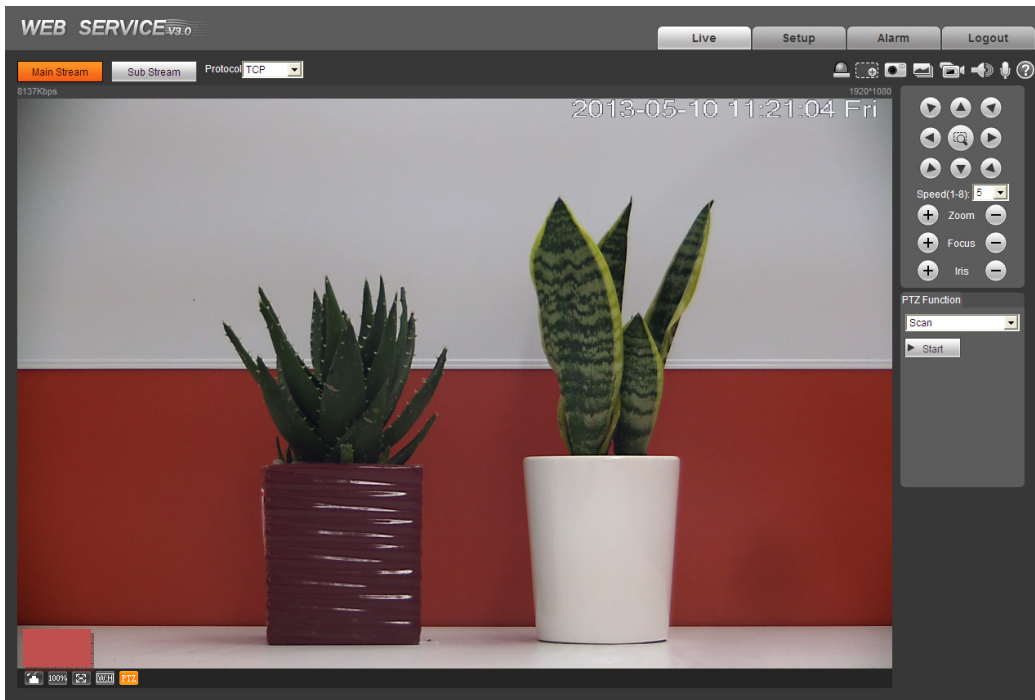 WEB SERVICE V3.0
Live Setup Alarm Logout
Main Stream Sub Stream Protocol TCP
8137Kbps 1920*1080
2013-05-10 11:21:04 Fri
Speed(1-8): 5
Zoom
Focus
Iris
PTZ Function
Scan
Start
100% W:H PTZ